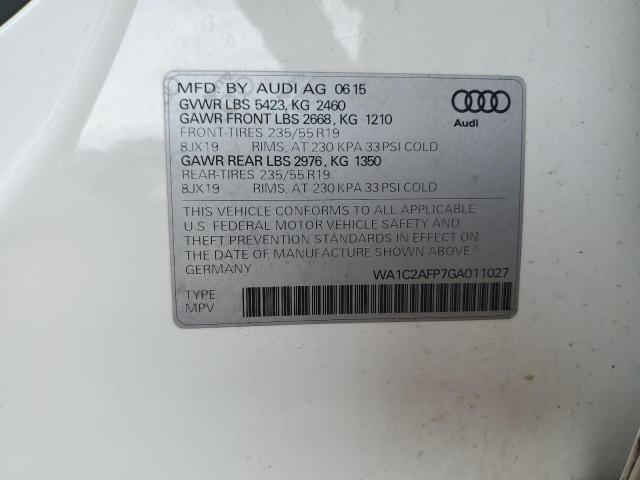 MFD. BY AUDI AG 06 15
GVWR LBS 5423, KG 2460
GAWR FRONT LBS 2668, KG 1210
FRONT-TIRES 235/55 R19
8JX19 RIMS, AT 230 KPA 33 PSI COLD
GAWR REAR LBS 2976, KG 1350
REAR-TIRES 235/55 R19
8JX19 RIMS, AT 230 KPA 33 PSI COLD
Audi
THIS VEHICLE CONFORMS TO ALL APPLICABLE
U.S. FEDERAL MOTOR VEHICLE SAFETY AND
THEFT PREVENTION STANDARDS IN EFFECT ON
THE DATE OF MANUFACTURE SHOWN ABOVE.
GERMANY WA1C2AFP7GA011027
TYPE
MPV